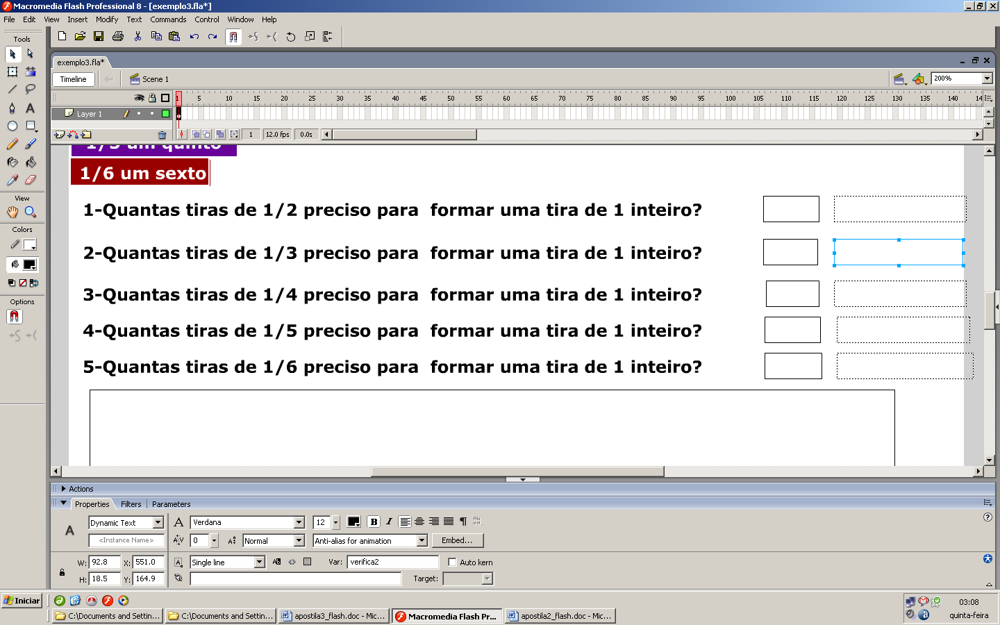 Macromedia Flash Professional 8 - [exemplo3.fla*]
File Edit View Insert Modify Text Commands Control Window Help
Tools
exemplo3.fla*
Timeline
Scene 1
200%
1 5 10 15 20 25 30 35 40 45 50 55 60 65 70 75 80 85 90 95 100 105 110 115 120 125 130 135 140 14
Layer 1
1 12.0 fps 0.0s
View
Colors
Options
1/5 um quinto
1/6 um sexto
1-Quantas tiras de 1/2 preciso para formar uma tira de 1 inteiro?
2-Quantas tiras de 1/3 preciso para formar uma tira de 1 inteiro?
3-Quantas tiras de 1/4 preciso para formar uma tira de 1 inteiro?
4-Quantas tiras de 1/5 preciso para formar uma tira de 1 inteiro?
5-Quantas tiras de 1/6 preciso para formar uma tira de 1 inteiro?
Actions
Properties Filters Parameters
Dynamic Text
Verdana
12
B I
<Instance Name>
0
Normal
Anti-alias for animation
Embed...
W: 92.8 X: 551.0
Single line
Var: verifica2
Auto kern
H: 18.5 Y: 164.9
Target:
Iniciar
C:\Documents and Settin...
C:\Documents and Settin...
apostila3_flash.doc - Mic...
Macromedia Flash Pr...
apostila2_flash.doc - Mic...
03:08
quinta-feira